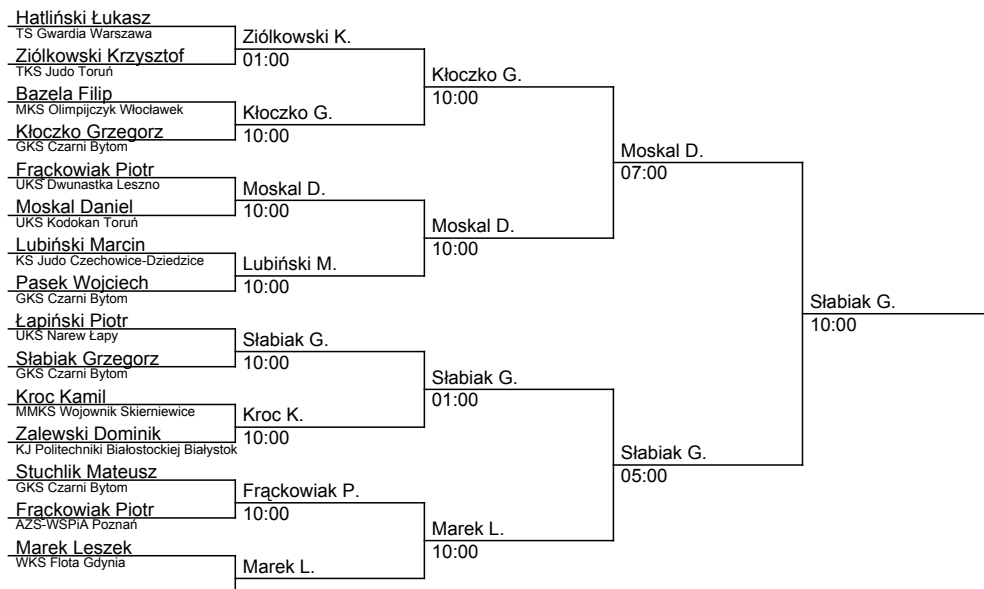 Hatliński Łukasz
TS Gwardia Warszawa
Ziółkowski Krzysztof
TKS Judo Toruń
Bazela Filip
MKS Olimpijczyk Włocławek
Kłoczko Grzegorz
GKS Czarni Bytom
Frąckowiak Piotr
UKS Dwunastka Leszno
Moskal Daniel
UKS Kodokan Toruń
Lubiński Marcin
KS Judo Czechowice-Dziedzice
Pasek Wojciech
GKS Czarni Bytom
Łapiński Piotr
UKS Narew Łapy
Słabiak Grzegorz
GKS Czarni Bytom
Kroc Kamil
MMKS Wojownik Skierniewice
Zalewski Dominik
KJ Politechniki Białostockiej Białystok
Stuchlik Mateusz
GKS Czarni Bytom
Frąckowiak Piotr
AZS-WSPiA Poznań
Marek Leszek
WKS Flota Gdynia
Ziólkowski K.
01:00
Kłoczko G.
10:00
Moskal D.
10:00
Lubiński M.
10:00
Słabiak G.
10:00
Kroc K.
10:00
Frąckowiak P.
10:00
Marek L.
Kłoczko G.
10:00
Moskal D.
10:00
Słabiak G.
01:00
Marek L.
10:00
Moskal D.
07:00
Słabiak G.
05:00
Słabiak G.
10:00